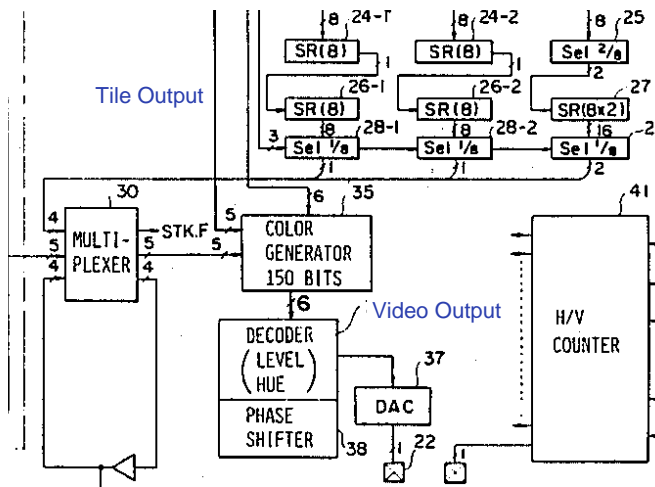 8 24-1 8 24-2 8 25
SR(8) SR(8) Sel 2/8
1 1 2
Tile Output
26-1 26-2 27
SR(8) SR(8) SR(8x2)
3 8 28-1 8 28-2 16 2
Sel 1/8 Sel 1/8 Sel 1/8
1 1 2
30 6 35 41
4 STK.F 5
MULTI-
PLEXER
5 5 5
4 4
COLOR
GENERATOR
150 BITS
6
Video Output
DECODER
(LEVEL
HUE)
37
DAC
H/V
COUNTER
PHASE
SHIFTER
38 1 22 1